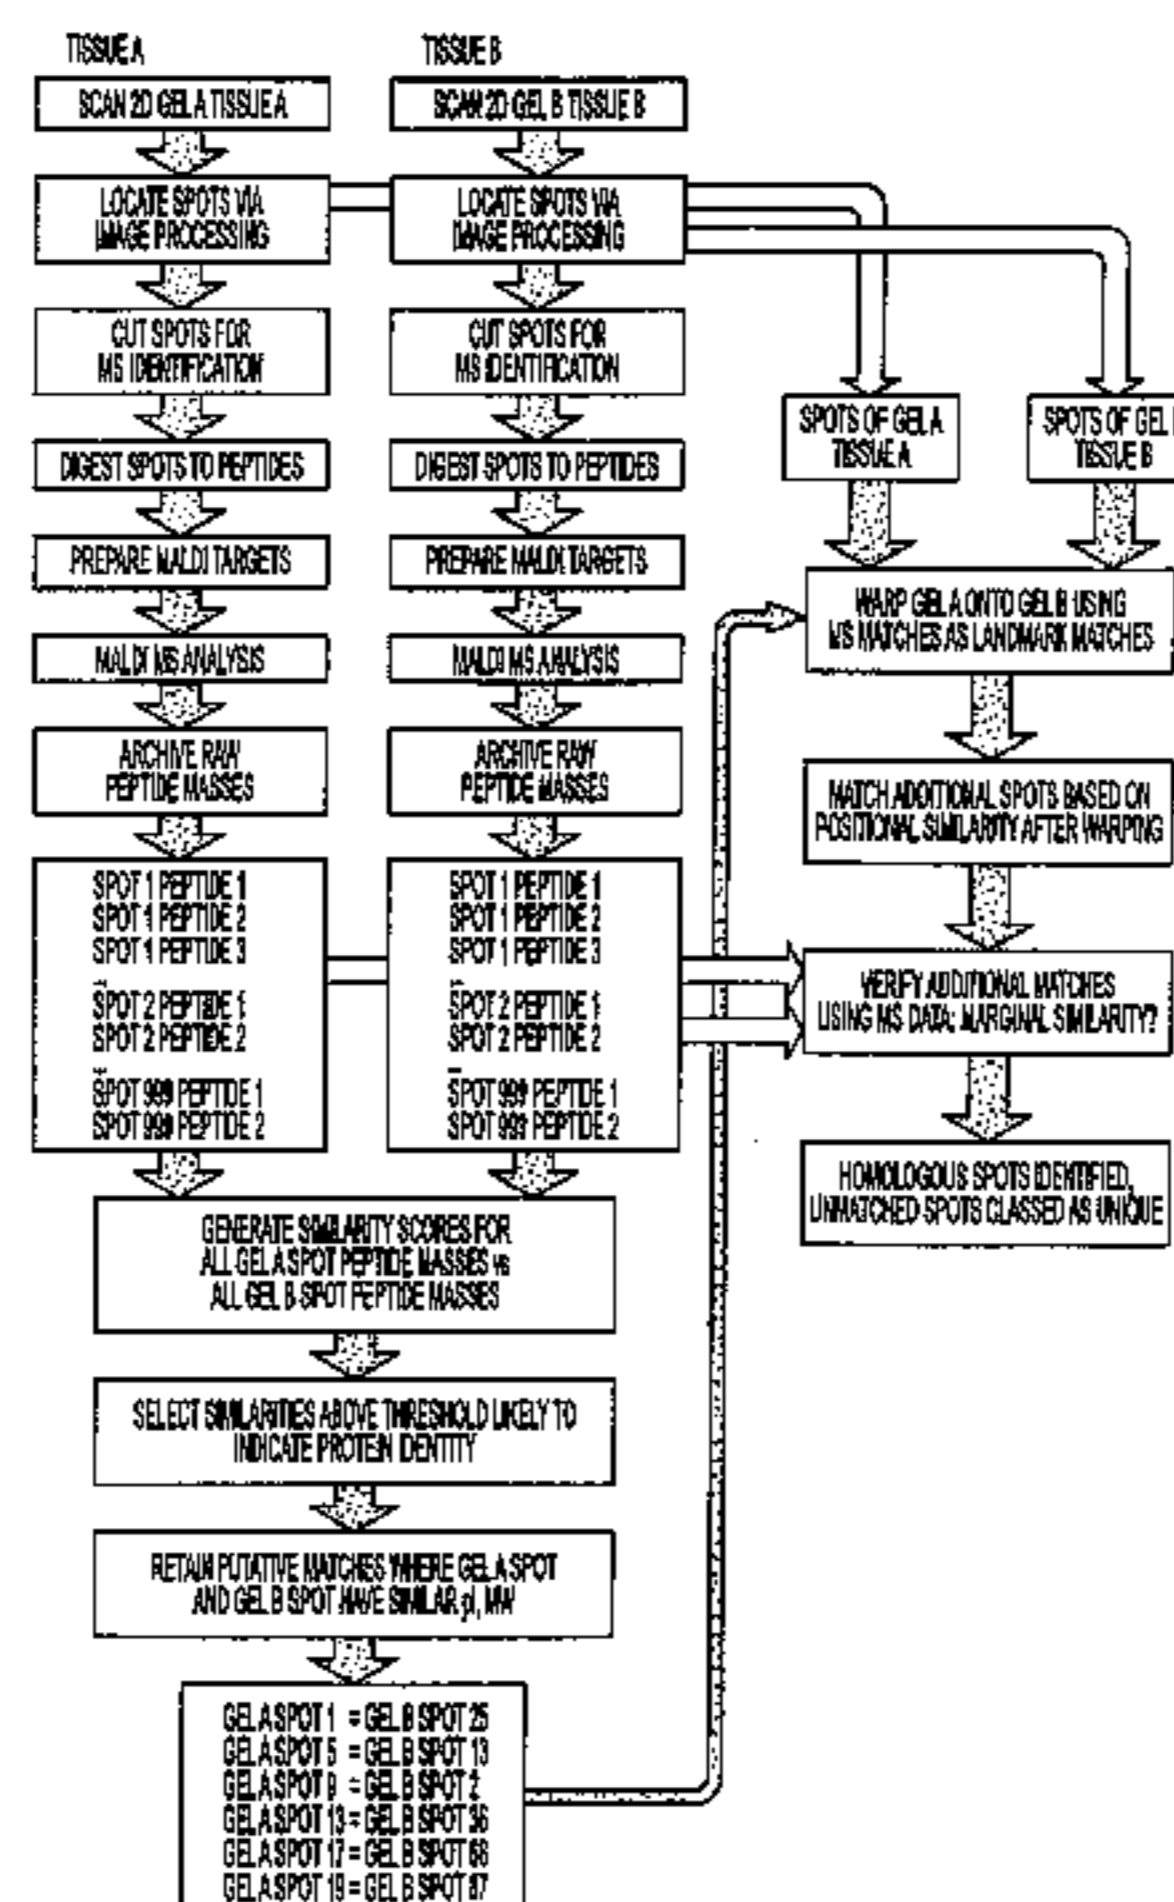 TISSUE A
SCAN 2D GEL A TISSUE A
LOCATE SPOTS VIA
IMAGE PROCESSING
CUT SPOTS FOR
MS IDENTIFICATION
DIGEST SPOTS TO PEPTIDES
PREPARE MALDI TARGETS
MALDI MS ANALYSIS
ARCHIVE RAW
PEPTIDE MASSES
SPOT 1 PEPTIDE 1
SPOT 1 PEPTIDE 2
SPOT 1 PEPTIDE 3
...
SPOT 2 PEPTIDE 1
SPOT 2 PEPTIDE 2
...
SPOT 999 PEPTIDE 1
SPOT 999 PEPTIDE 2
TISSUE B
SCAN 2D GEL B TISSUE B
LOCATE SPOTS VIA
IMAGE PROCESSING
CUT SPOTS FOR
MS IDENTIFICATION
DIGEST SPOTS TO PEPTIDES
PREPARE MALDI TARGETS
MALDI MS ANALYSIS
ARCHIVE RAW
PEPTIDE MASSES
SPOT 1 PEPTIDE 1
SPOT 1 PEPTIDE 2
SPOT 1 PEPTIDE 3
...
SPOT 2 PEPTIDE 1
SPOT 2 PEPTIDE 2
...
SPOT 999 PEPTIDE 1
SPOT 999 PEPTIDE 2
GENERATE SIMILARITY SCORES FOR
ALL GEL A SPOT PEPTIDE MASSES vs
ALL GEL B SPOT PEPTIDE MASSES
SELECT SIMILARITIES ABOVE THRESHOLD LIKELY TO
INDICATE PROTEIN IDENTITY
RETAIN PUTATIVE MATCHES WHERE GEL A SPOT
AND GEL B SPOT HAVE SIMILAR pI, MW
GEL A SPOT 1 = GEL B SPOT 25
GEL A SPOT 5 = GEL B SPOT 13
GEL A SPOT 9 = GEL B SPOT 2
GEL A SPOT 13 = GEL B SPOT 36
GEL A SPOT 17 = GEL B SPOT 68
GEL A SPOT 19 = GEL B SPOT 87
SPOTS OF GEL A
TISSUE A
SPOTS OF GEL
TISSUE B
WARP GEL A ONTO GEL B USING
MS MATCHES AS LANDMARK MATCHES
MATCH ADDITIONAL SPOTS BASED ON
POSITIONAL SIMILARITY AFTER WARPING
VERIFY ADDITIONAL MATCHES
USING MS DATA: MARGINAL SIMILARITY?
HOMOLOGOUS SPOTS IDENTIFIED,
UNMATCHED SPOTS CLASSED AS UNIQUE